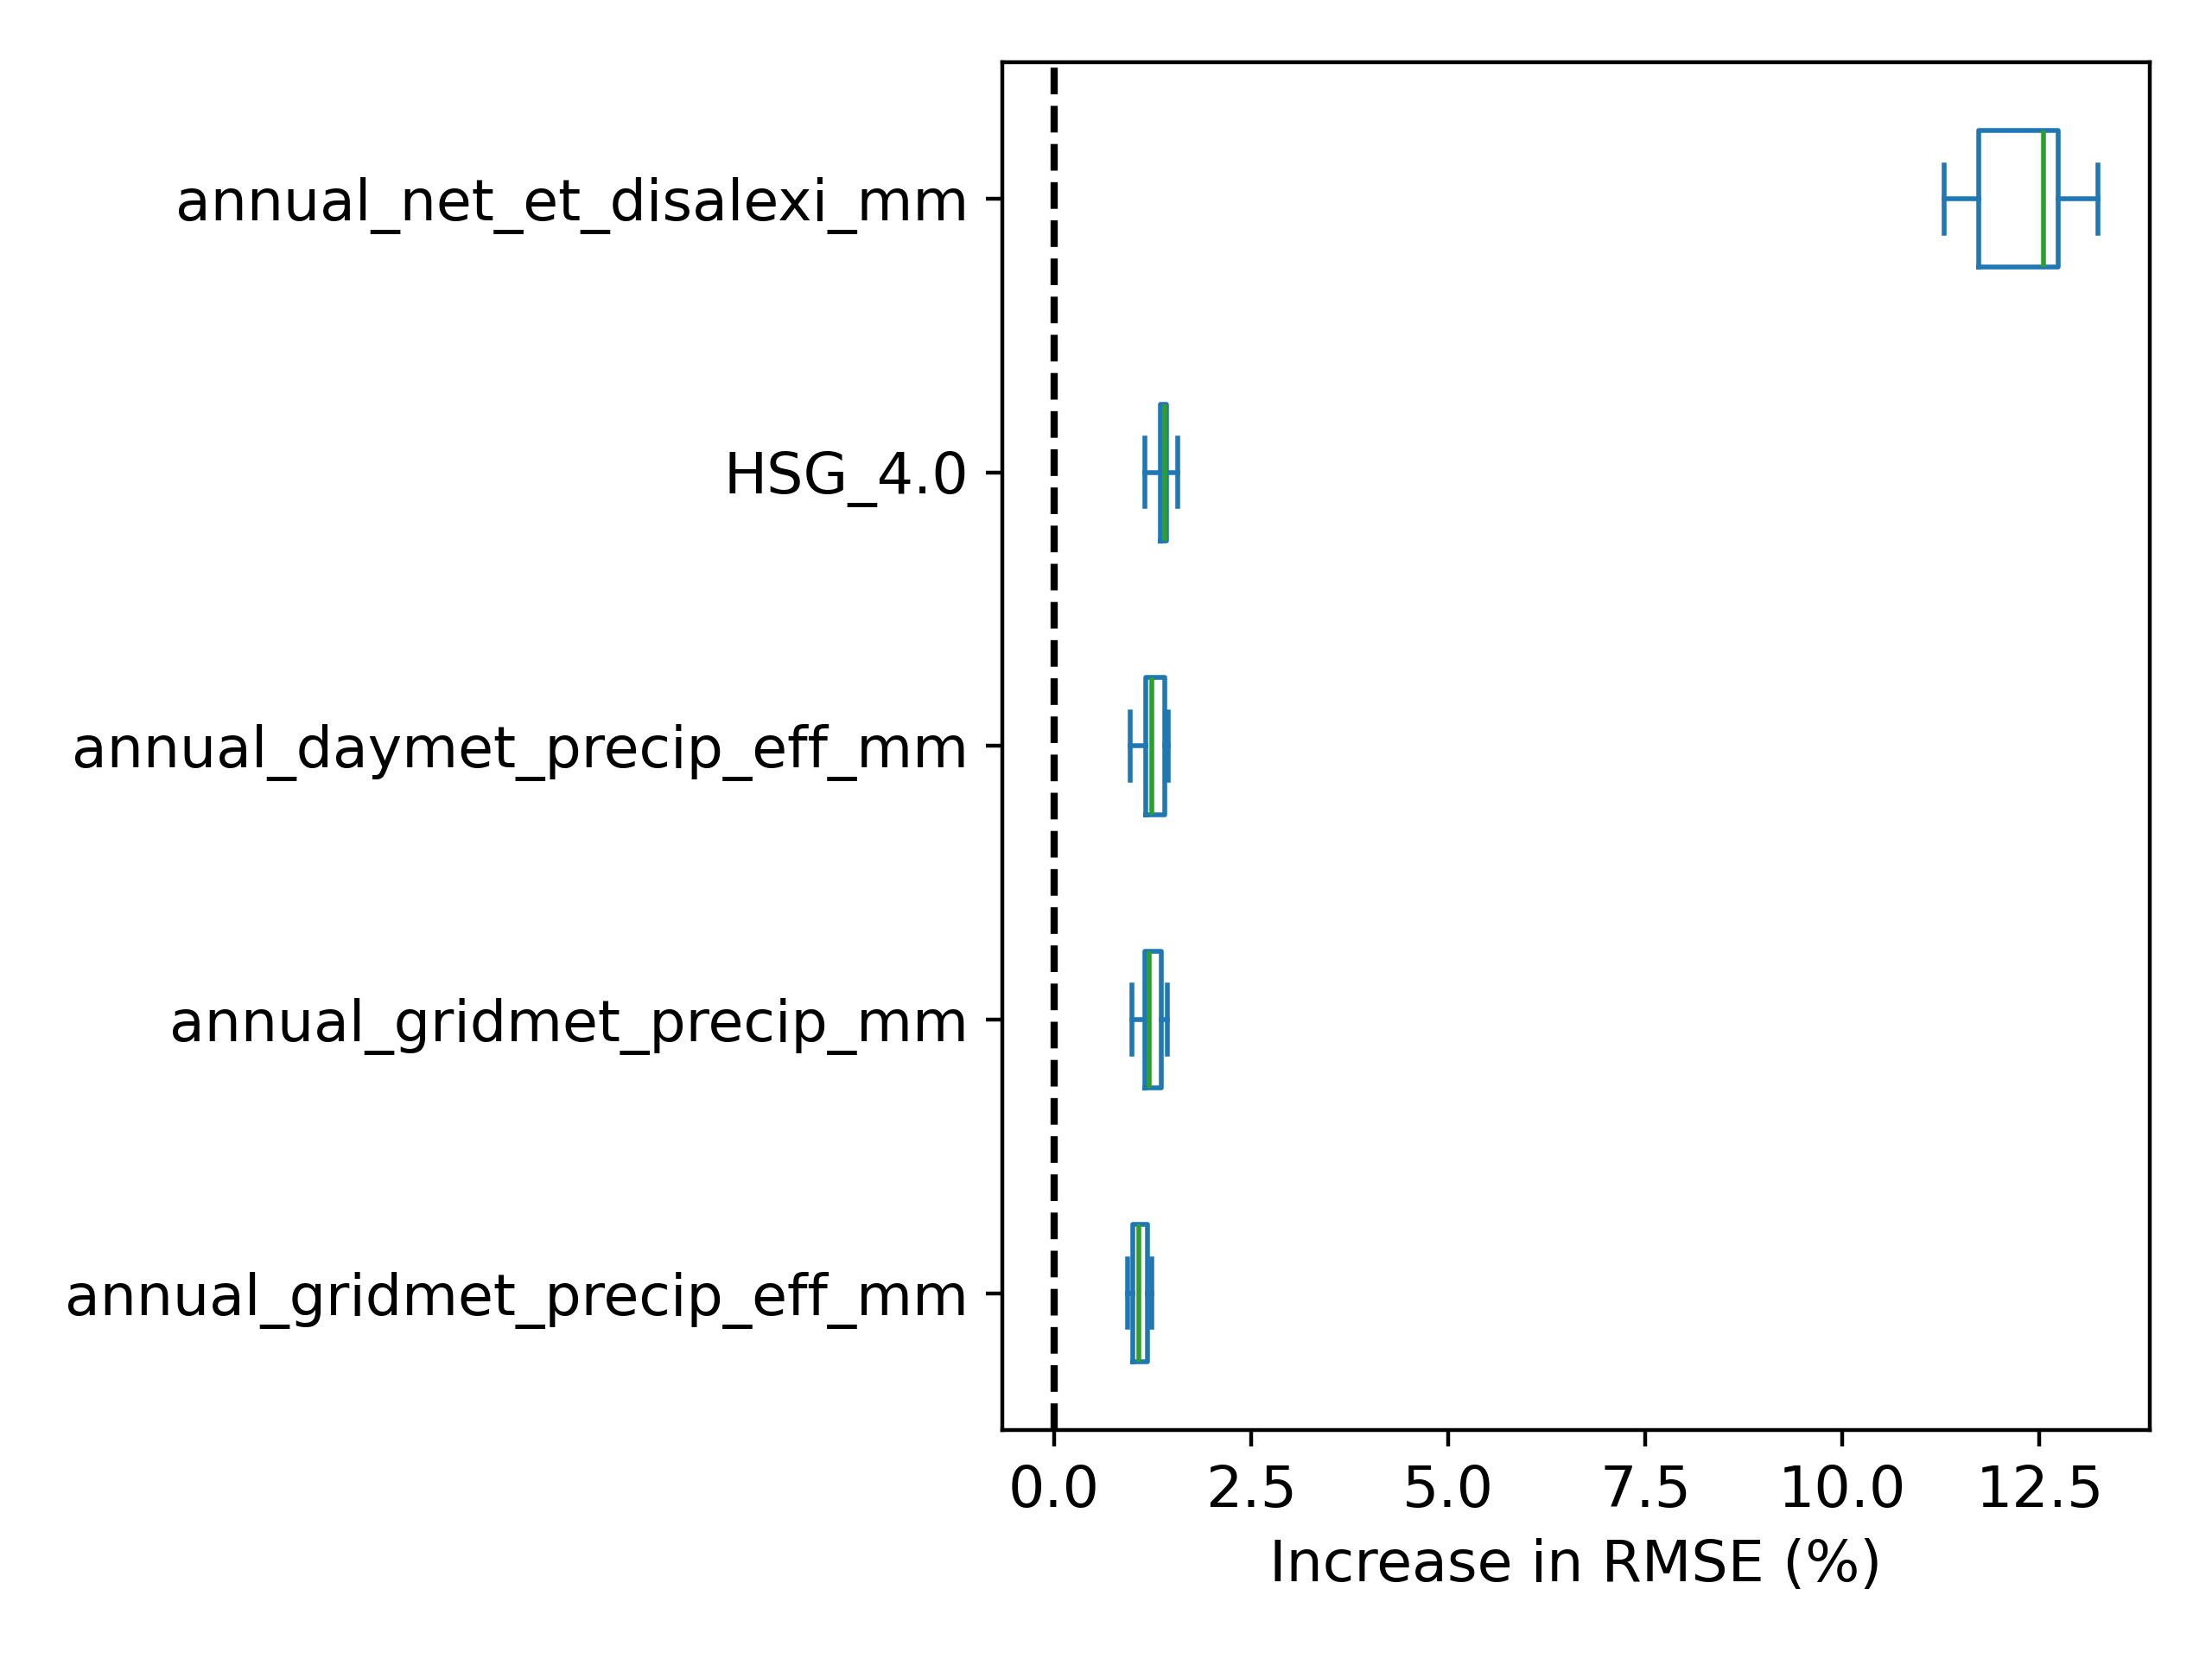 annual_net_et_disalexi_mm
HSG_4.0
annual_daymet_precip_eff_mm
annual_gridmet_precip_mm
annual_gridmet_precip_eff_mm
0.0 2.5 5.0 7.5 10.0 12.5
Increase in RMSE (%)